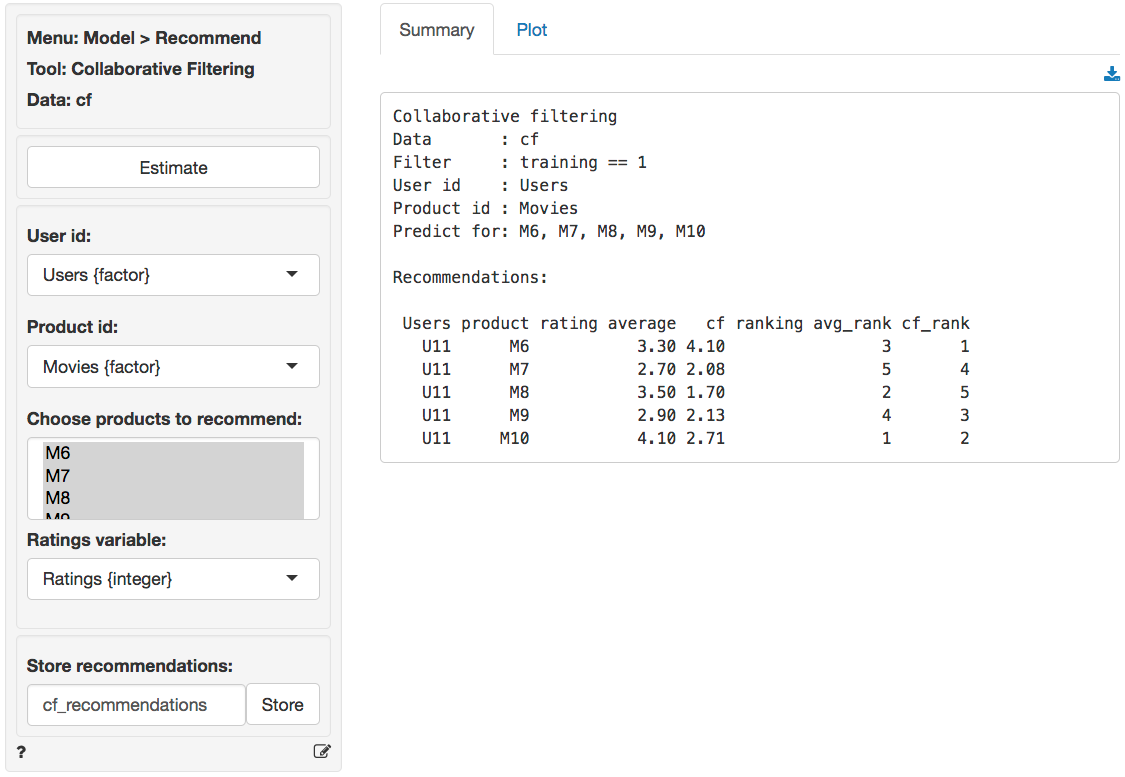 Menu: Model > Recommend
Tool: Collaborative Filtering
Data: cf
Estimate
User id:
Users {factor}
Product id:
Movies {factor}
Choose products to recommend:
M6
M7
M8
M9
Ratings variable:
Ratings {integer}
Store recommendations:
cf_recommendations Store
?
Summary Plot
Collaborative filtering
Data       : cf
Filter     : training == 1
User id    : Users
Product id : Movies
Predict for: M6, M7, M8, M9, M10
Recommendations:
Users product rating average   cf ranking avg_rank cf_rank
U11      M6           3.30 4.10                3       1
U11      M7           2.70 2.08                5       4
U11      M8           3.50 1.70                2       5
U11      M9           2.90 2.13                4       3
U11     M10           4.10 2.71                1       2